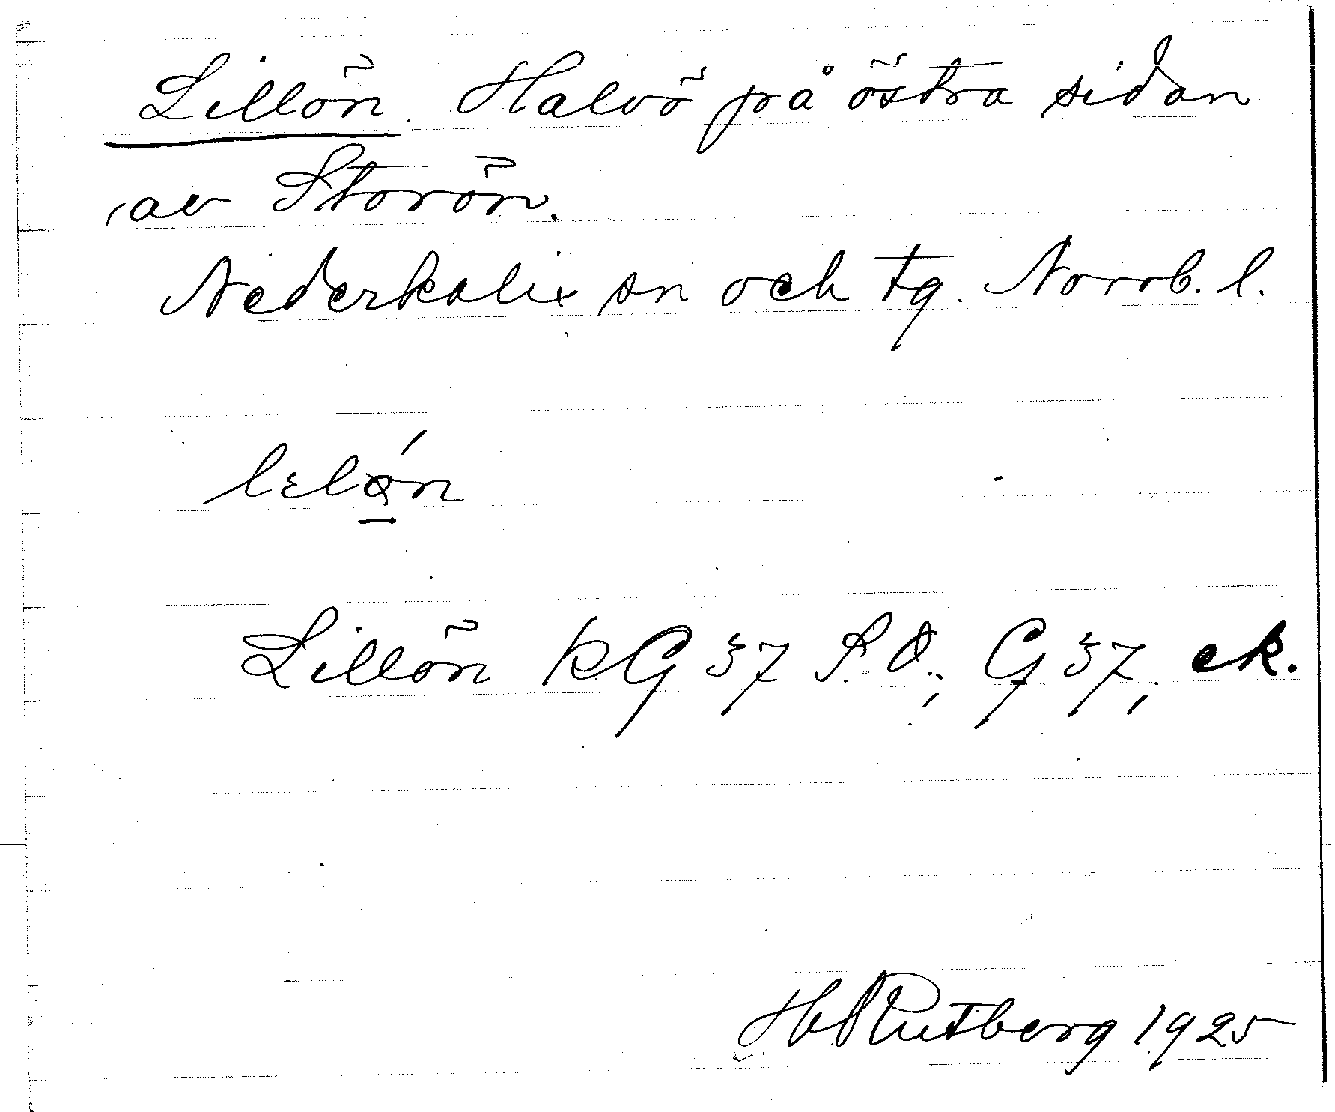 Lillön. Halvö på östra sidan
av Storön.
Nederkalix sn och tg. Norrb. l.
Lillön KG 37 S.O.; G 37, ek.
H Rutberg 1925